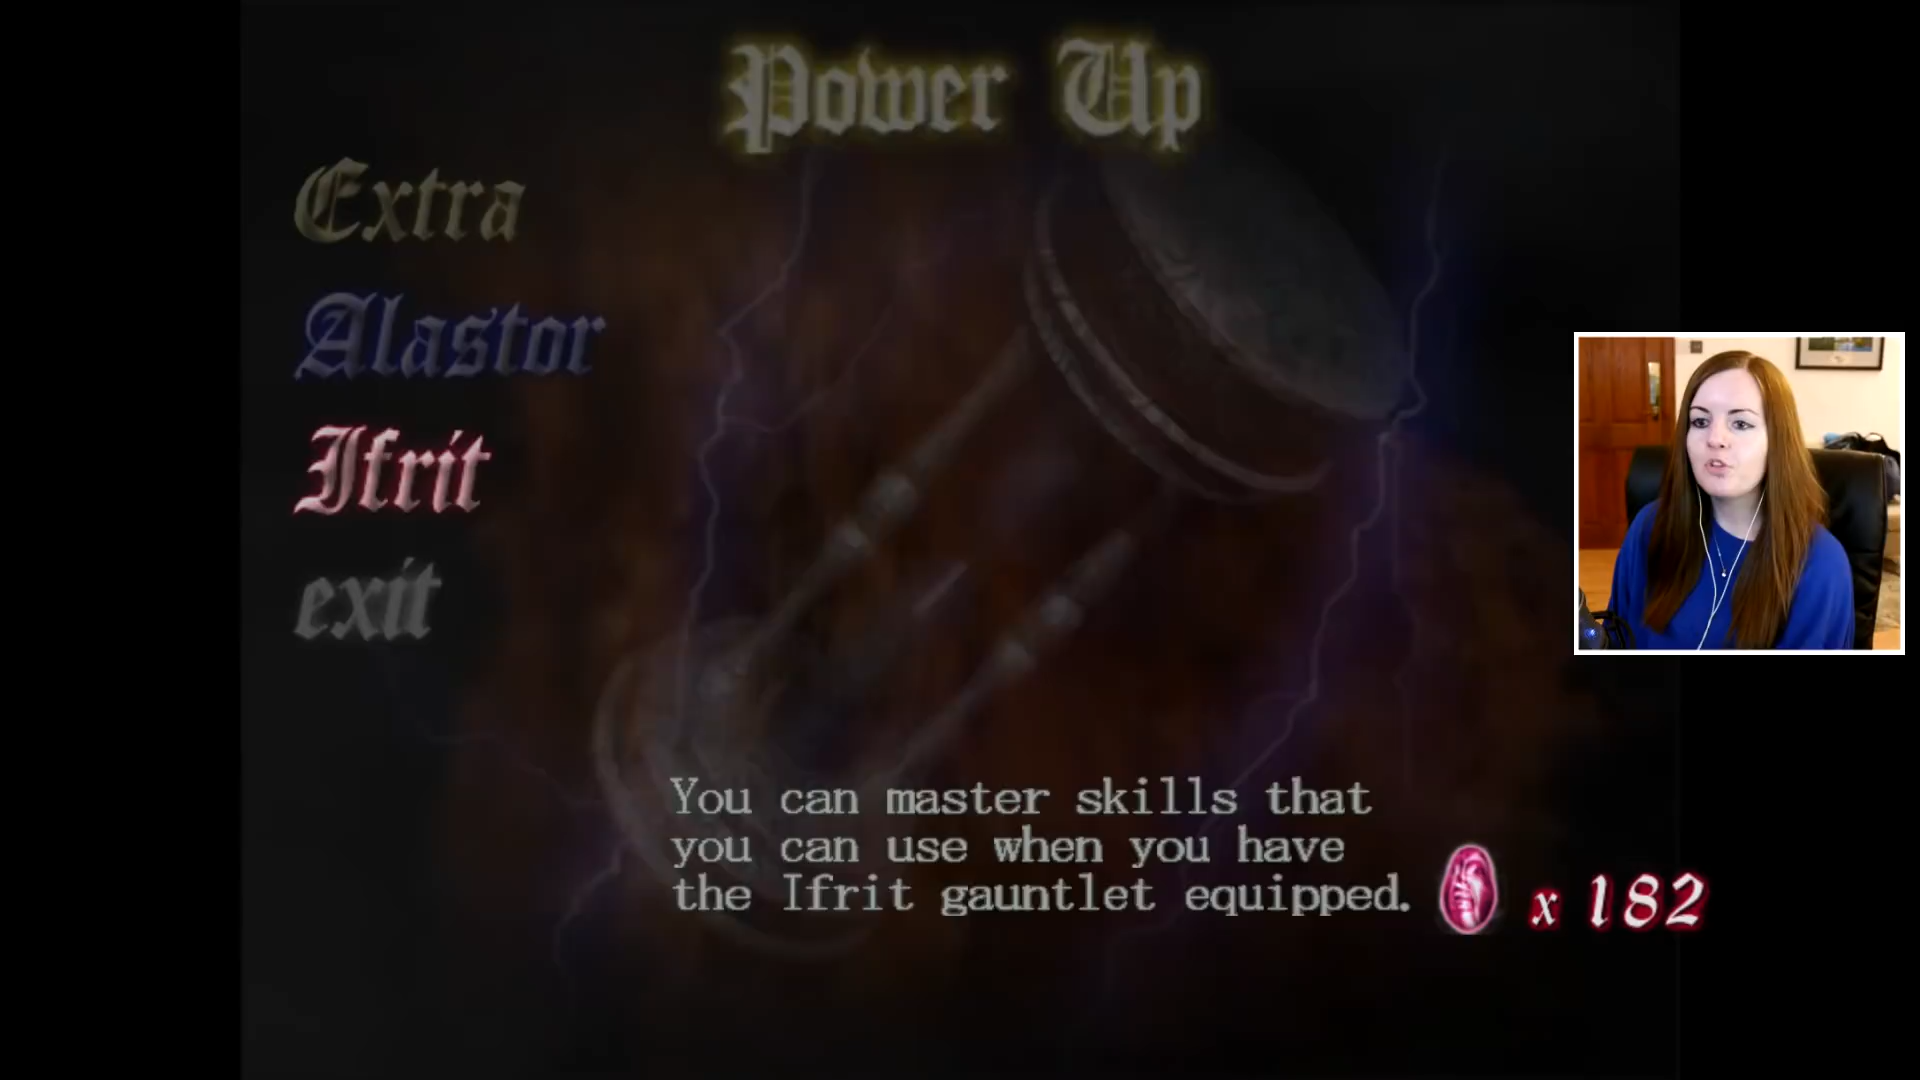 Power Up
Extra
Alastor
Ifrit
exit
You can master skills that
you can use when you have
the Ifrit gauntlet equipped.
x 182